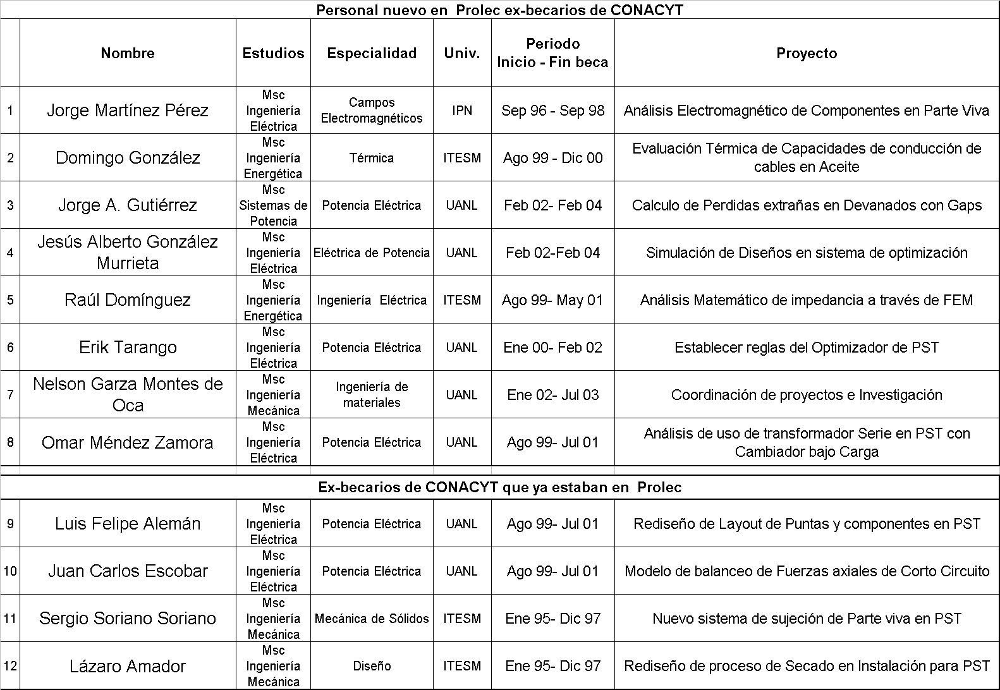 Personal nuevo en  Prolec ex-becarios de CONACYT
Nombre Estudios Especialidad Univ. Periodo Inicio - Fin beca Proyecto
1 Jorge Martínez Pérez Msc Ingeniería Eléctrica Campos Electromagnéticos IPN Sep 96 - Sep 98 Análisis Electromagnético de Componentes en Parte Viva
2 Domingo González Msc Ingeniería Energética Térmica ITESM Ago 99 - Dic 00 Evaluación Térmica de Capacidades de conducción de cables en Aceite
3 Jorge A. Gutiérrez Msc Sistemas de Potencia Potencia Eléctrica UANL Feb 02- Feb 04 Calculo de Perdidas extrañas en Devanados con Gaps
4 Jesús Alberto González Murrieta Msc Ingeniería Eléctrica Eléctrica de Potencia UANL Feb 02-Feb 04 Simulación de Diseños en sistema de optimización
5 Raúl Domínguez Msc Ingeniería Energética Ingeniería  Eléctrica ITESM Ago 99- May 01 Análisis Matemático de impedancia a través de FEM
6 Erik Tarango Msc Ingeniería Eléctrica Potencia Eléctrica UANL Ene 00- Feb 02 Establecer reglas del Optimizador de PST
7 Nelson Garza Montes de Oca Msc Ingeniería Mecánica Ingeniería de materiales UANL Ene 02- Jul 03 Coordinación de proyectos e Investigación
8 Omar Méndez Zamora Msc Ingeniería Eléctrica Potencia Eléctrica UANL Ago 99- Jul 01 Análisis de uso de transformador Serie en PST con Cambiador bajo Carga
Ex-becarios de CONACYT que ya estaban en  Prolec
9 Luis Felipe Alemán Msc Ingeniería Eléctrica Potencia Eléctrica UANL Ago 99- Jul 01 Rediseño de Layout de Puntas y componentes en PST
10 Juan Carlos Escobar Msc Ingeniería Eléctrica Potencia Eléctrica UANL Ago 99- Jul 01 Modelo de balanceo de Fuerzas axiales de Corto Circuito
11 Sergio Soriano Soriano Msc Ingeniería Mecánica Mecánica de Sólidos ITESM Ene 95- Dic 97 Nuevo sistema de sujeción de Parte viva en PST
12 Lázaro Amador Msc Ingeniería Mecánica Diseño ITESM Ene 95- Dic 97 Rediseño de proceso de Secado en Instalación para PST